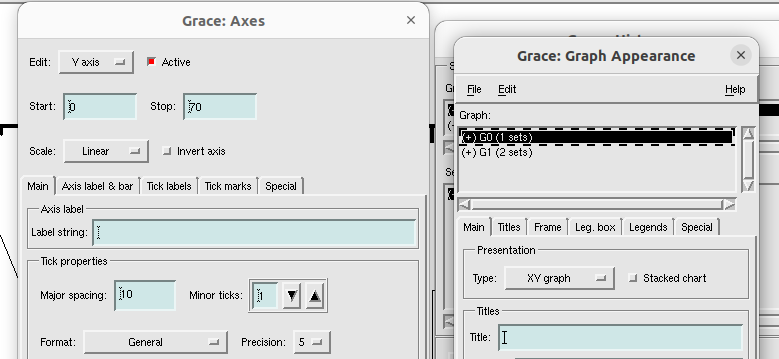 Grace: Axes
Edit: Y axis Active
Start: 0 Stop: 70
Scale: Linear Invert axis
Main Axis label & bar Tick labels Tick marks Special
Axis label
Label string:
Tick properties
Major spacing: 10 Minor ticks: 1
Format: General Precision: 5
Grace: Graph Appearance
File Edit Help
Graph:
(+) G0 (1 sets)
(+) G1 (2 sets)
Main Titles Frame Leg. box Legends Special
Presentation
Type: XY graph Stacked chart
Titles
Title: